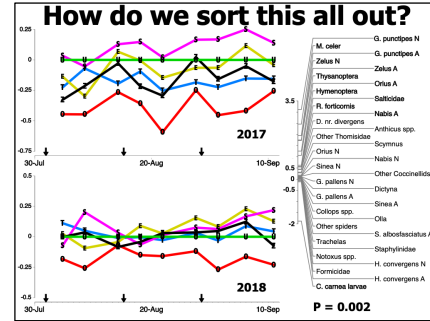 How do we sort this all out?
0.25
0
-0.25
-0.5
-0.75
30-Jul
20-Aug
10-Sep
2017
0.5
0.25
0
-0.25
0.5
30-Jul
20-Aug
10-Sep
2018
3.5
0.5
0
-0.5
-2
G. punctipes N
M. celer
G. punctipes A
Zelus N
Zelus A
Thysanoptera
Orius A
Hymenoptera
Salticidae
R. forticornis
Nabis A
D. nr. divergens
Anthicus spp.
Other Thomisidae
Scymnus
Orius N
Nabis N
Sinea N
Other Coccinellids
G. pallens N
Dictyna
G. pallens A
Sinea A
Collops spp.
Olla
Other spiders
S. albosfasciatus A
Trachelas
Staphylinidae
Notoxus spp.
H. convergens N
Formicidae
H. convergens A
C. carnea larvae
P = 0.002